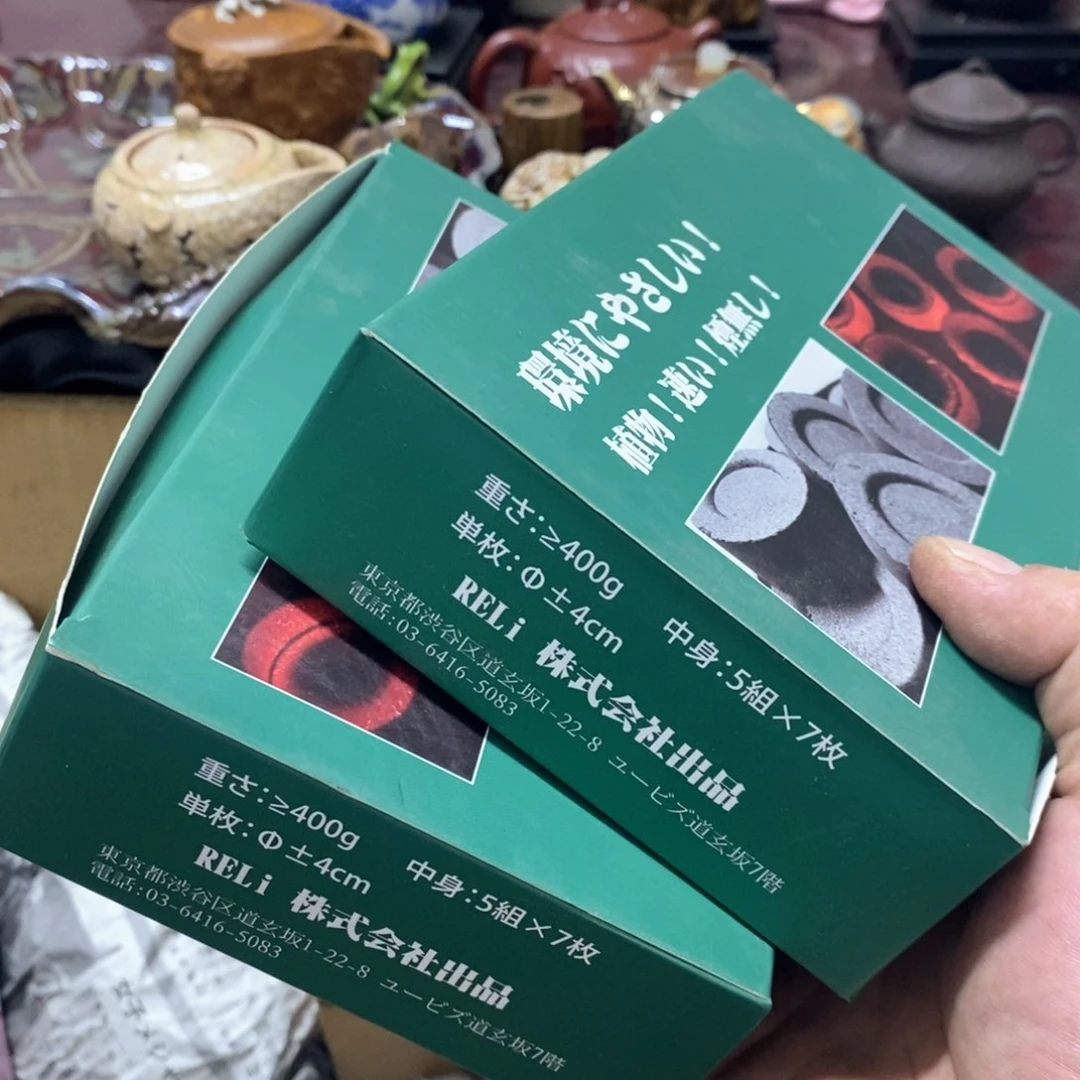 環境にやさしい!
植物!速い!煙無し!
重さ:≥400g 中身:5組×7枚
単枚:Φ±4cm
RELi 株式会社出品
東京都渋谷区道玄坂1-22-8 ユービズ道玄坂7階
電話:03-6416-5083
重さ:≥400g 中身:5組×7枚
単枚:Φ±4cm
RELi 株式会社出品
東京都渋谷区道玄坂1-22-8 ユービズ道玄坂7階
電話:03-6416-5083